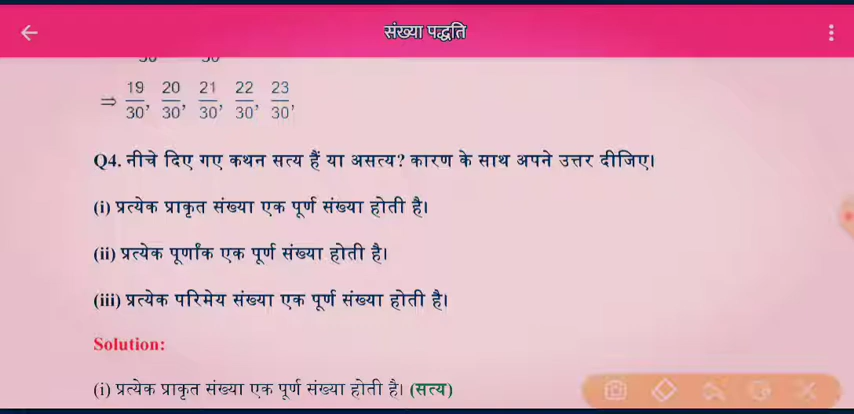 संख्या पद्धति
⇒ 19/30, 20/30, 21/30, 22/30, 23/30,
Q4. नीचे दिए गए कथन सत्य हैं या असत्य? कारण के साथ अपने उत्तर दीजिए।
(i) प्रत्येक प्राकृत संख्या एक पूर्ण संख्या होती है।
(ii) प्रत्येक पूर्णांक एक पूर्ण संख्या होती है।
(iii) प्रत्येक परिमेय संख्या एक पूर्ण संख्या होती है।
Solution:
(i) प्रत्येक प्राकृत संख्या एक पूर्ण संख्या होती है। (सत्य)